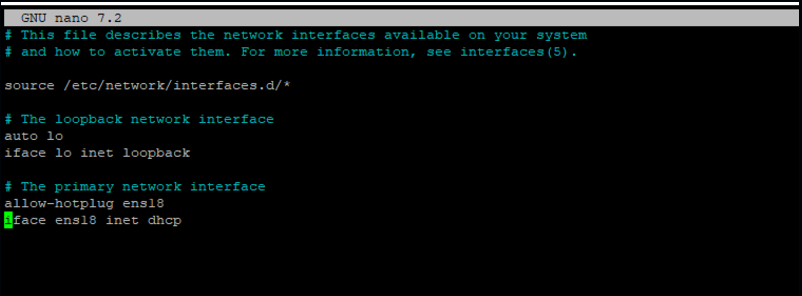 GNU nano 7.2
# This file describes the network interfaces available on your system
# and how to activate them. For more information, see interfaces(5).
source /etc/network/interfaces.d/*
# The loopback network interface
auto lo
iface lo inet loopback
# The primary network interface
allow-hotplug ens18
iface ens18 inet dhcp